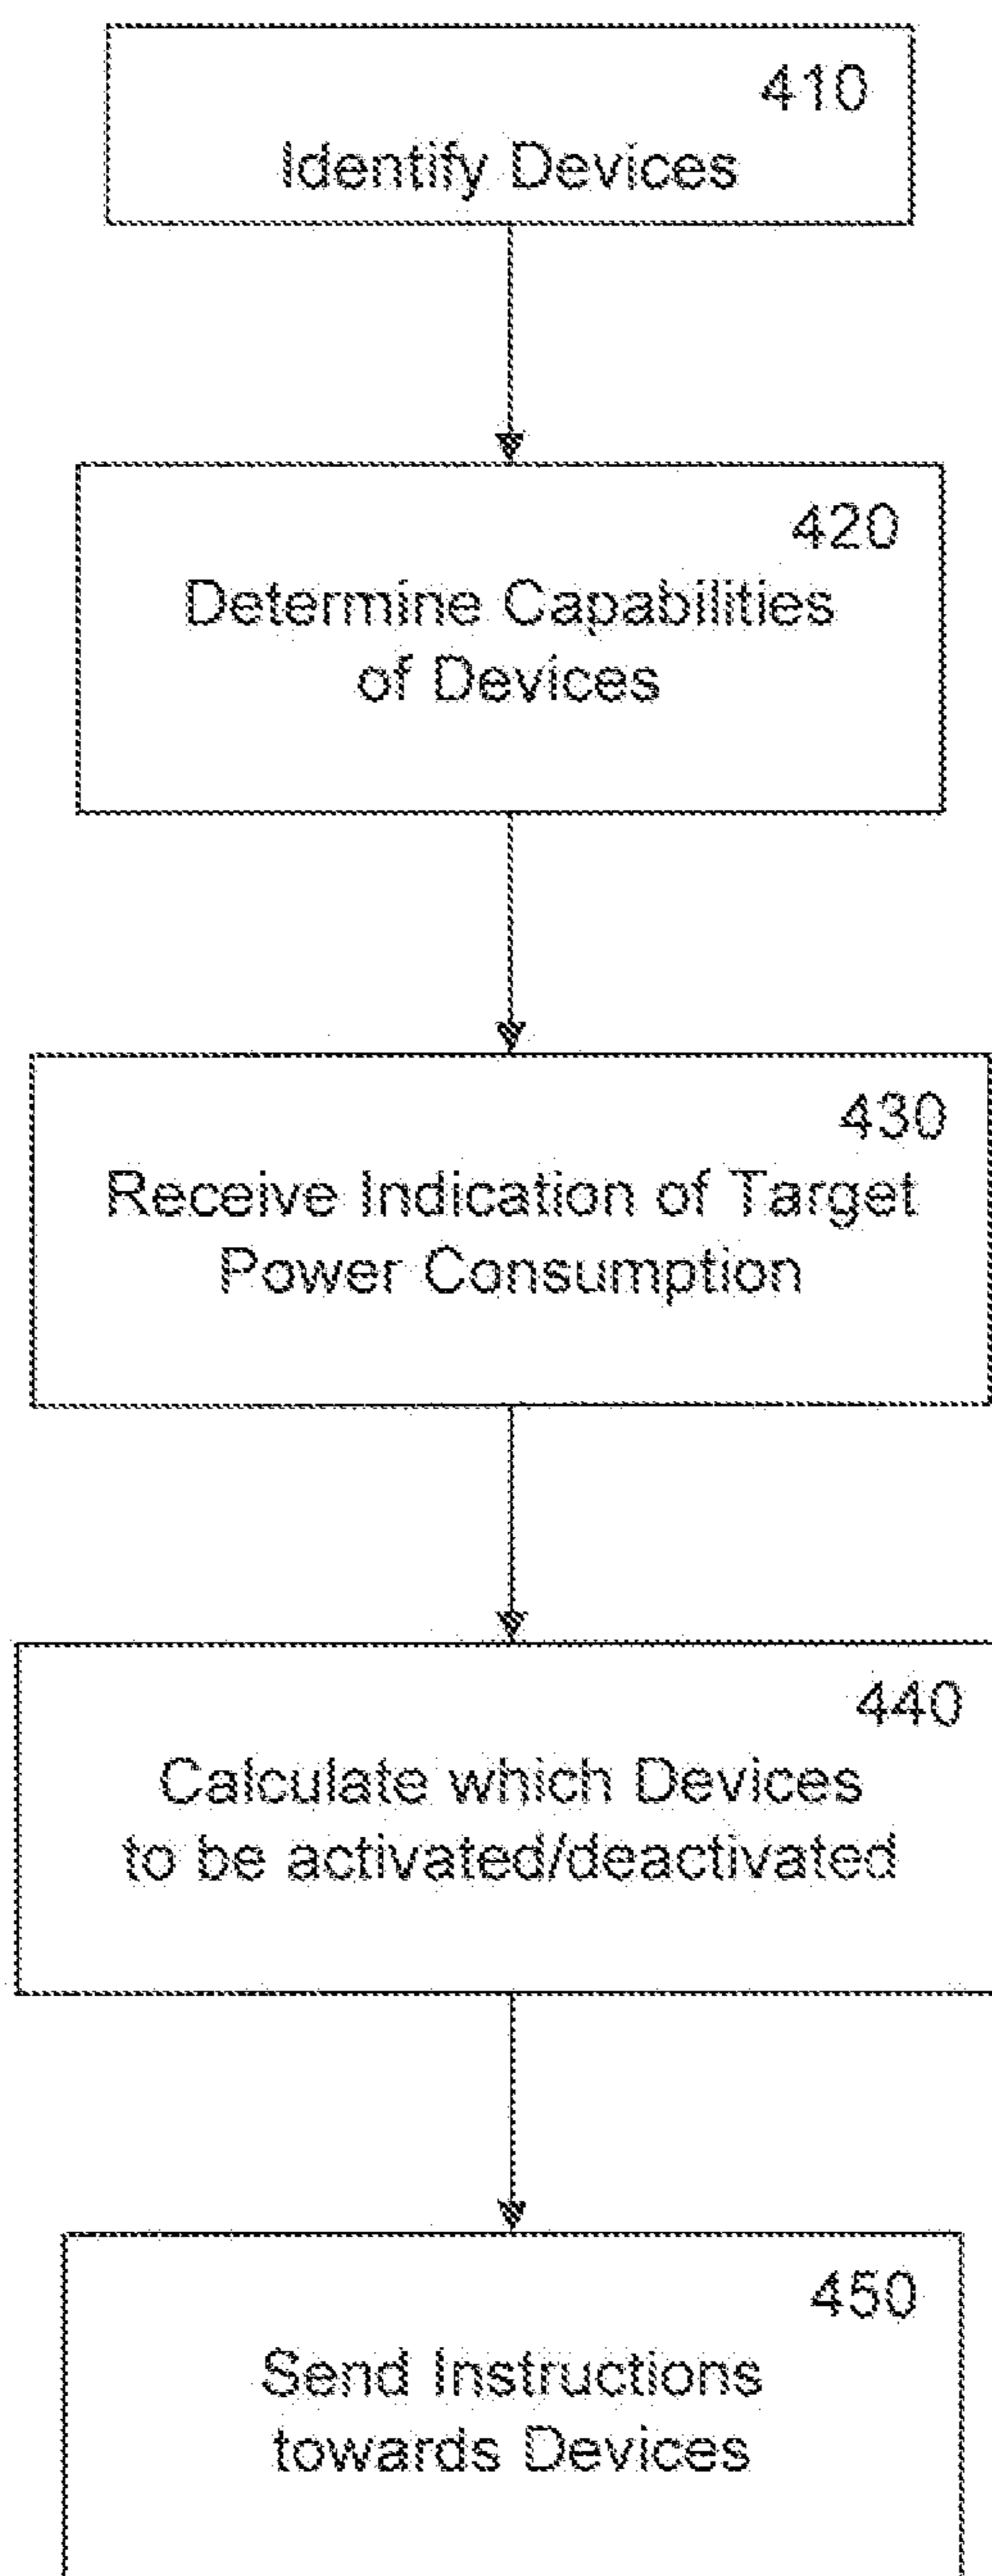 410
Identify Devices
420
Determine Capabilities
of Devices
430
Receive Indication of Target
Power Consumption
440
Calculate which Devices
to be activated/deactivated
450
Send Instructions
towards Devices